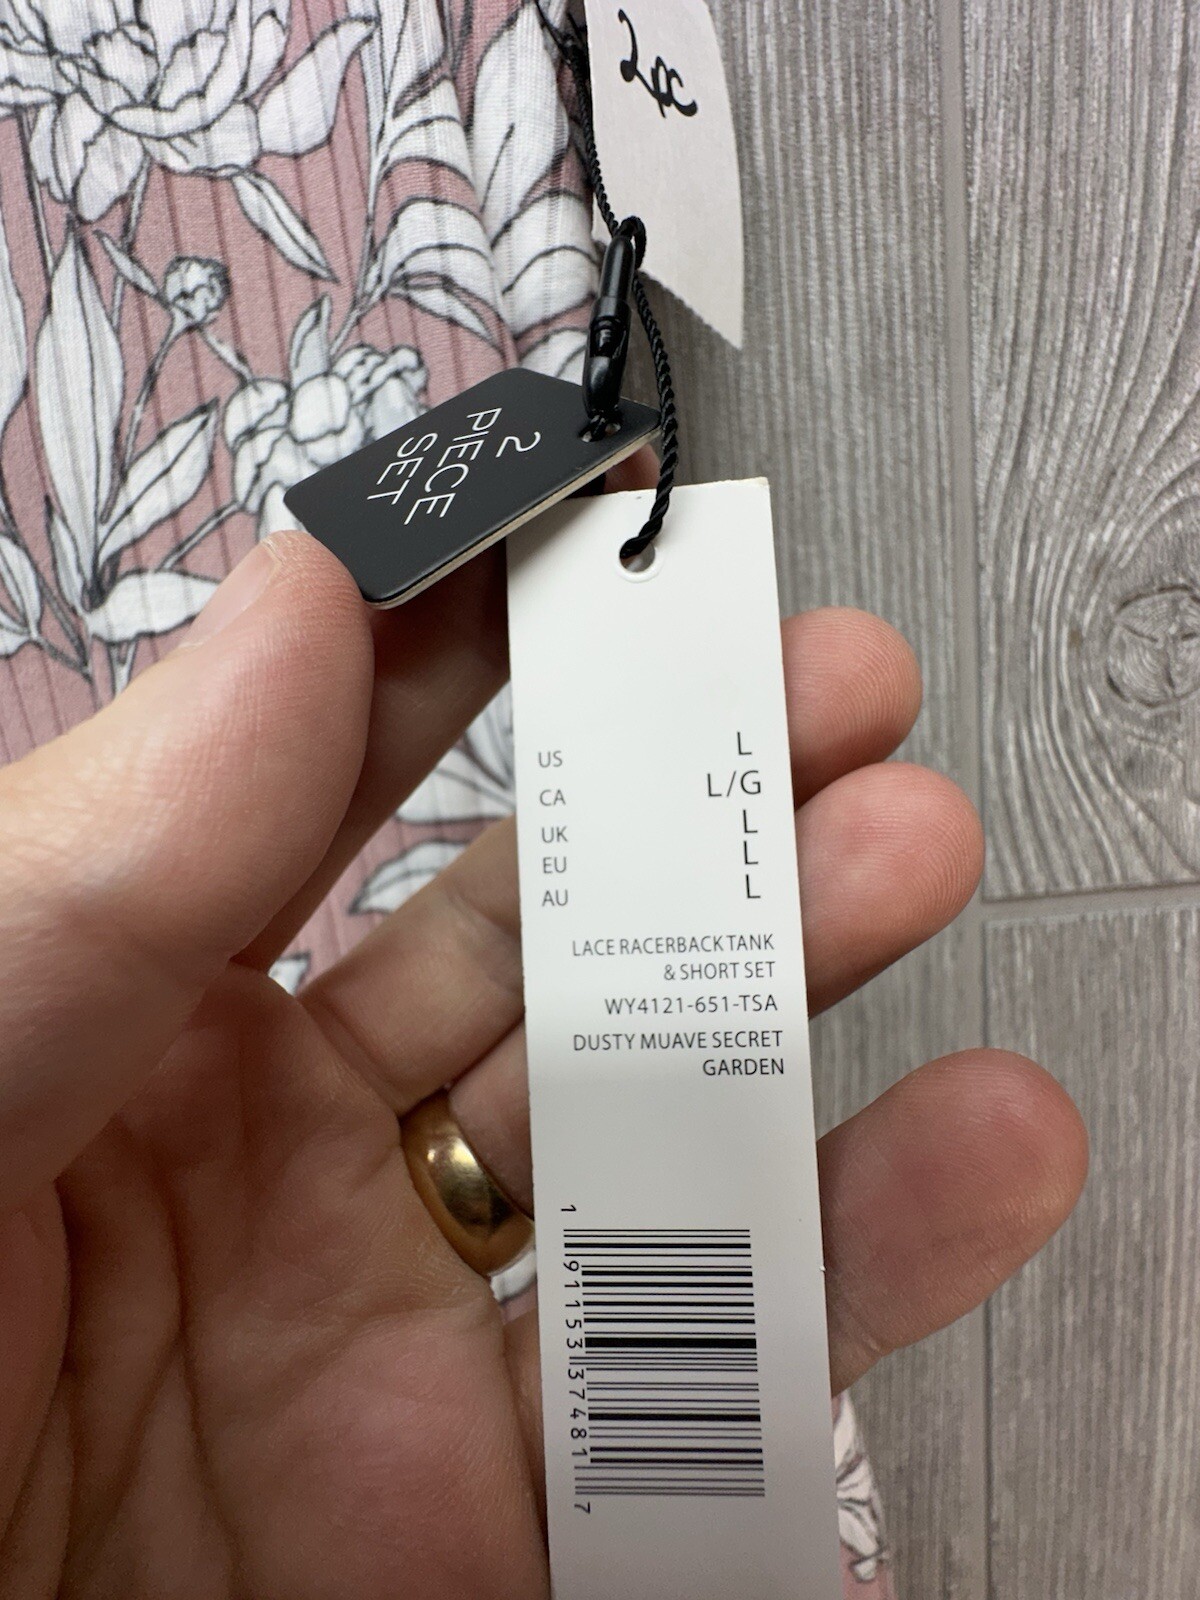 2pc
2
PIECE
SET
US L
CA L/G
UK L
EU L
AU L
LACE RACERBACK TANK
& SHORT SET
WY4121-651-TSA
DUSTY MUAVE SECRET
GARDEN
1 91153 37481 7